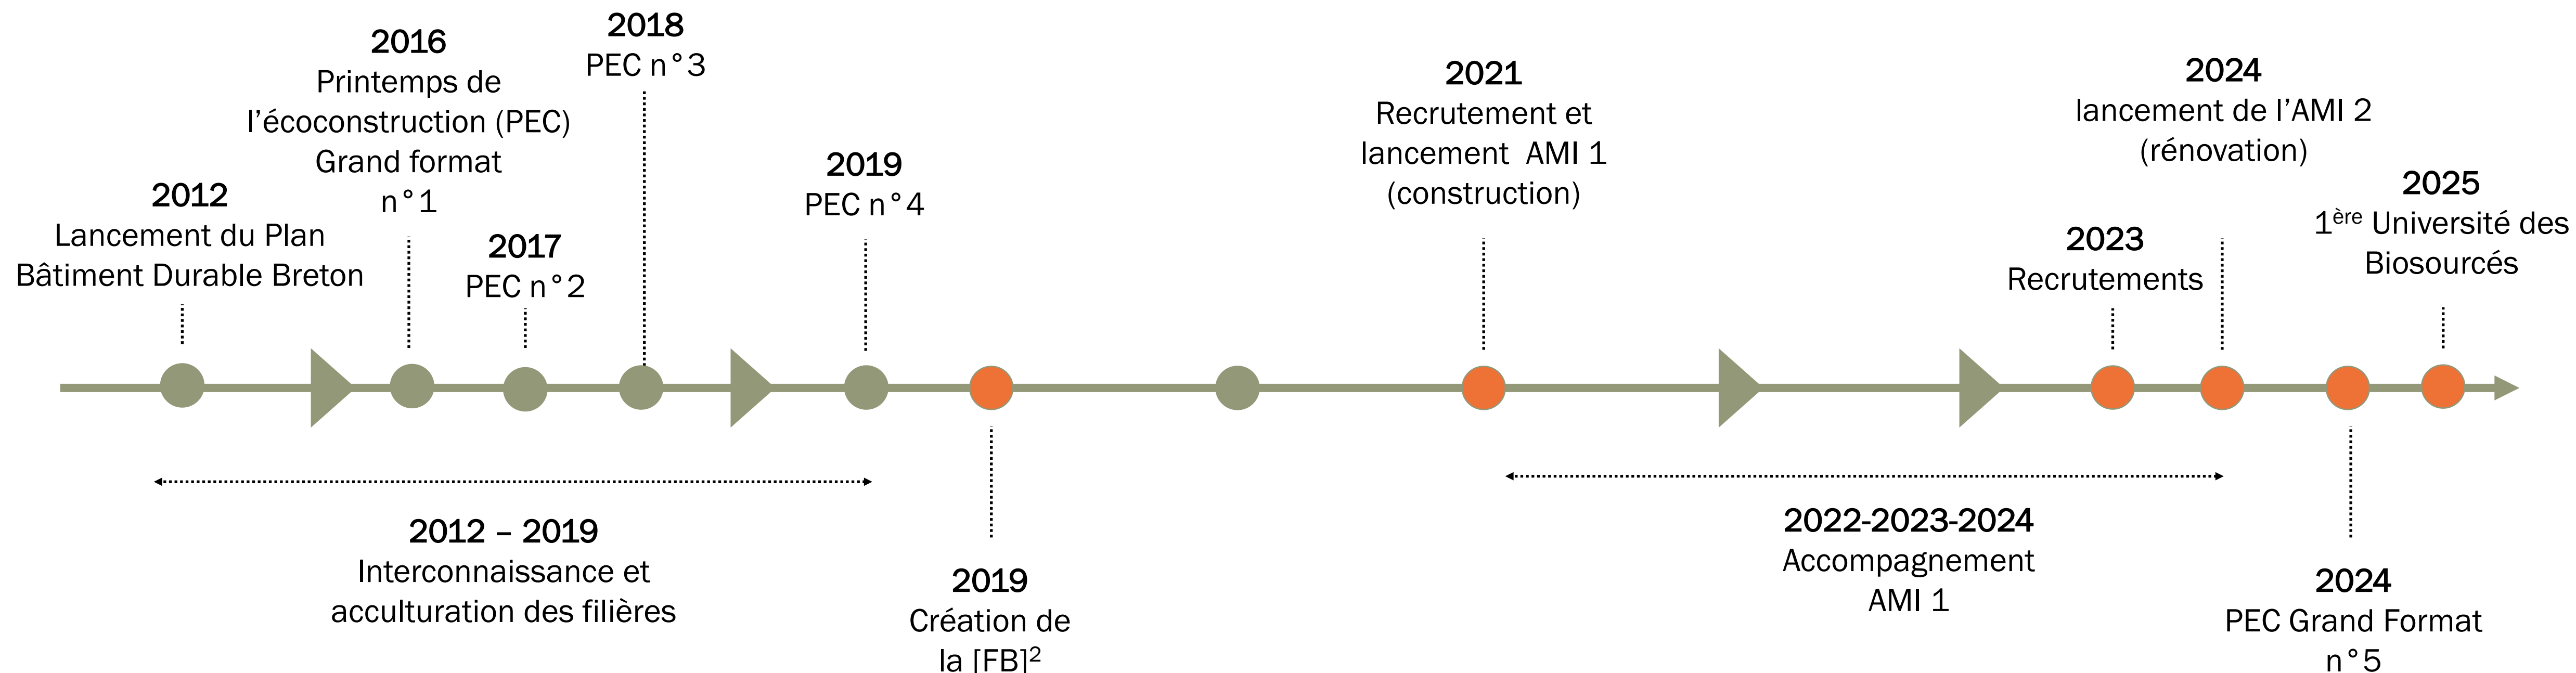 2012
Lancement du Plan
Bâtiment Durable Breton
2016
Printemps de
l’écoconstruction (PEC)
Grand format
n°1
2017
PEC n°2
2018
PEC n°3
2019
PEC n°4
2021
Recrutement et
lancement  AMI 1
(construction)
2023
Recrutements
2024
lancement de l’AMI 2
(rénovation)
2025
1ère Université des
Biosourcés
2012 – 2019
Interconnaissance et
acculturation des filières
2019
Création de
la [FB]²
2022-2023-2024
Accompagnement
AMI 1
2024
PEC Grand Format
n°5